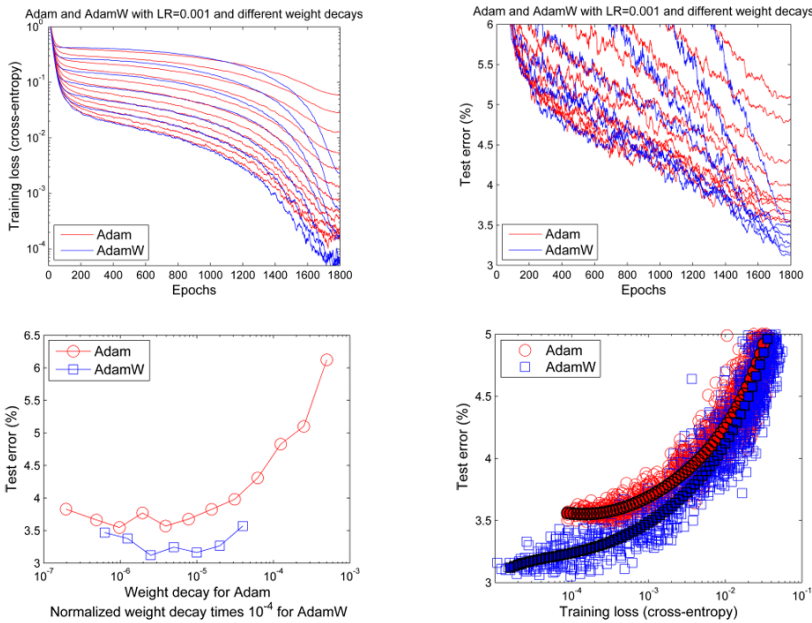 Adam and AdamW with LR=0.001 and different weight decays
Training loss (cross-entropy)
10^0
10^-1
10^-2
10^-3
10^-4
Adam
AdamW
0 200 400 600 800 1000 1200 1400 1600 1800
Epochs
Adam and AdamW with LR=0.001 and different weight decays
Test error (%)
6
5.5
5
4.5
4
3.5
3
Adam
AdamW
0 200 400 600 800 1000 1200 1400 1600 1800
Epochs
Test error (%)
6.5
6
5.5
5
4.5
4
3.5
3
Adam
AdamW
10^-7 10^-6 10^-5 10^-4 10^-3
Weight decay for Adam
Normalized weight decay times 10^-4 for AdamW
Test error (%)
5
4.5
4
3.5
3
Adam
AdamW
10^-4 10^-3 10^-2 10^-1
Training loss (cross-entropy)